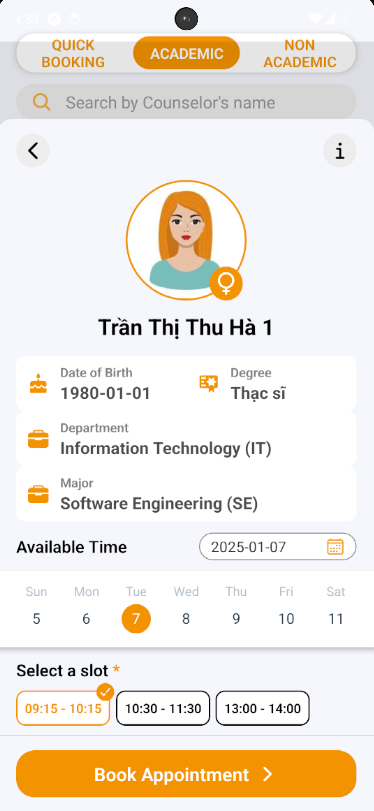 4:53
QUICK BOOKING
ACADEMIC
NON ACADEMIC
Search by Counselor's name
i
Trần Thị Thu Hà 1
Date of Birth
1980-01-01
Degree
Thạc sĩ
Department
Information Technology (IT)
Major
Software Engineering (SE)
Available Time
2025-01-07
Sun Mon Tue Wed Thu Fri Sat
5 6 7 8 9 10 11
Select a slot *
09:15 - 10:15 10:30 - 11:30 13:00 - 14:00
Book Appointment